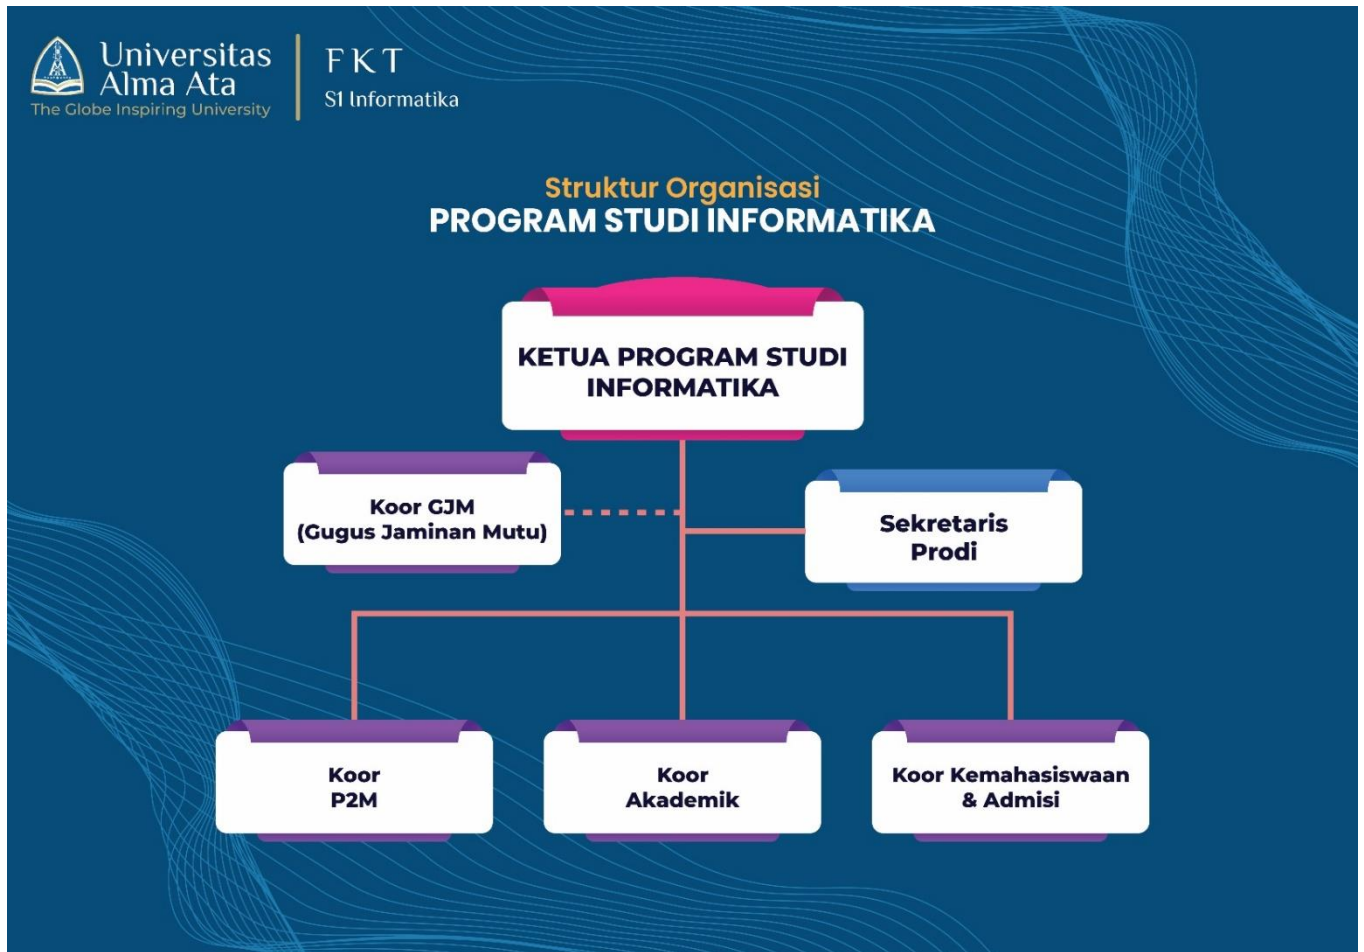 Universitas
Alma Ata
The Globe Inspiring University
FKT
S1 Informatika
Struktur Organisasi
PROGRAM STUDI INFORMATIKA
KETUA PROGRAM STUDI
INFORMATIKA
Koor GJM
(Gugus Jaminan Mutu)
Sekretaris
Prodi
Koor
P2M
Koor
Akademik
Koor Kemahasiswaan
& Admisi